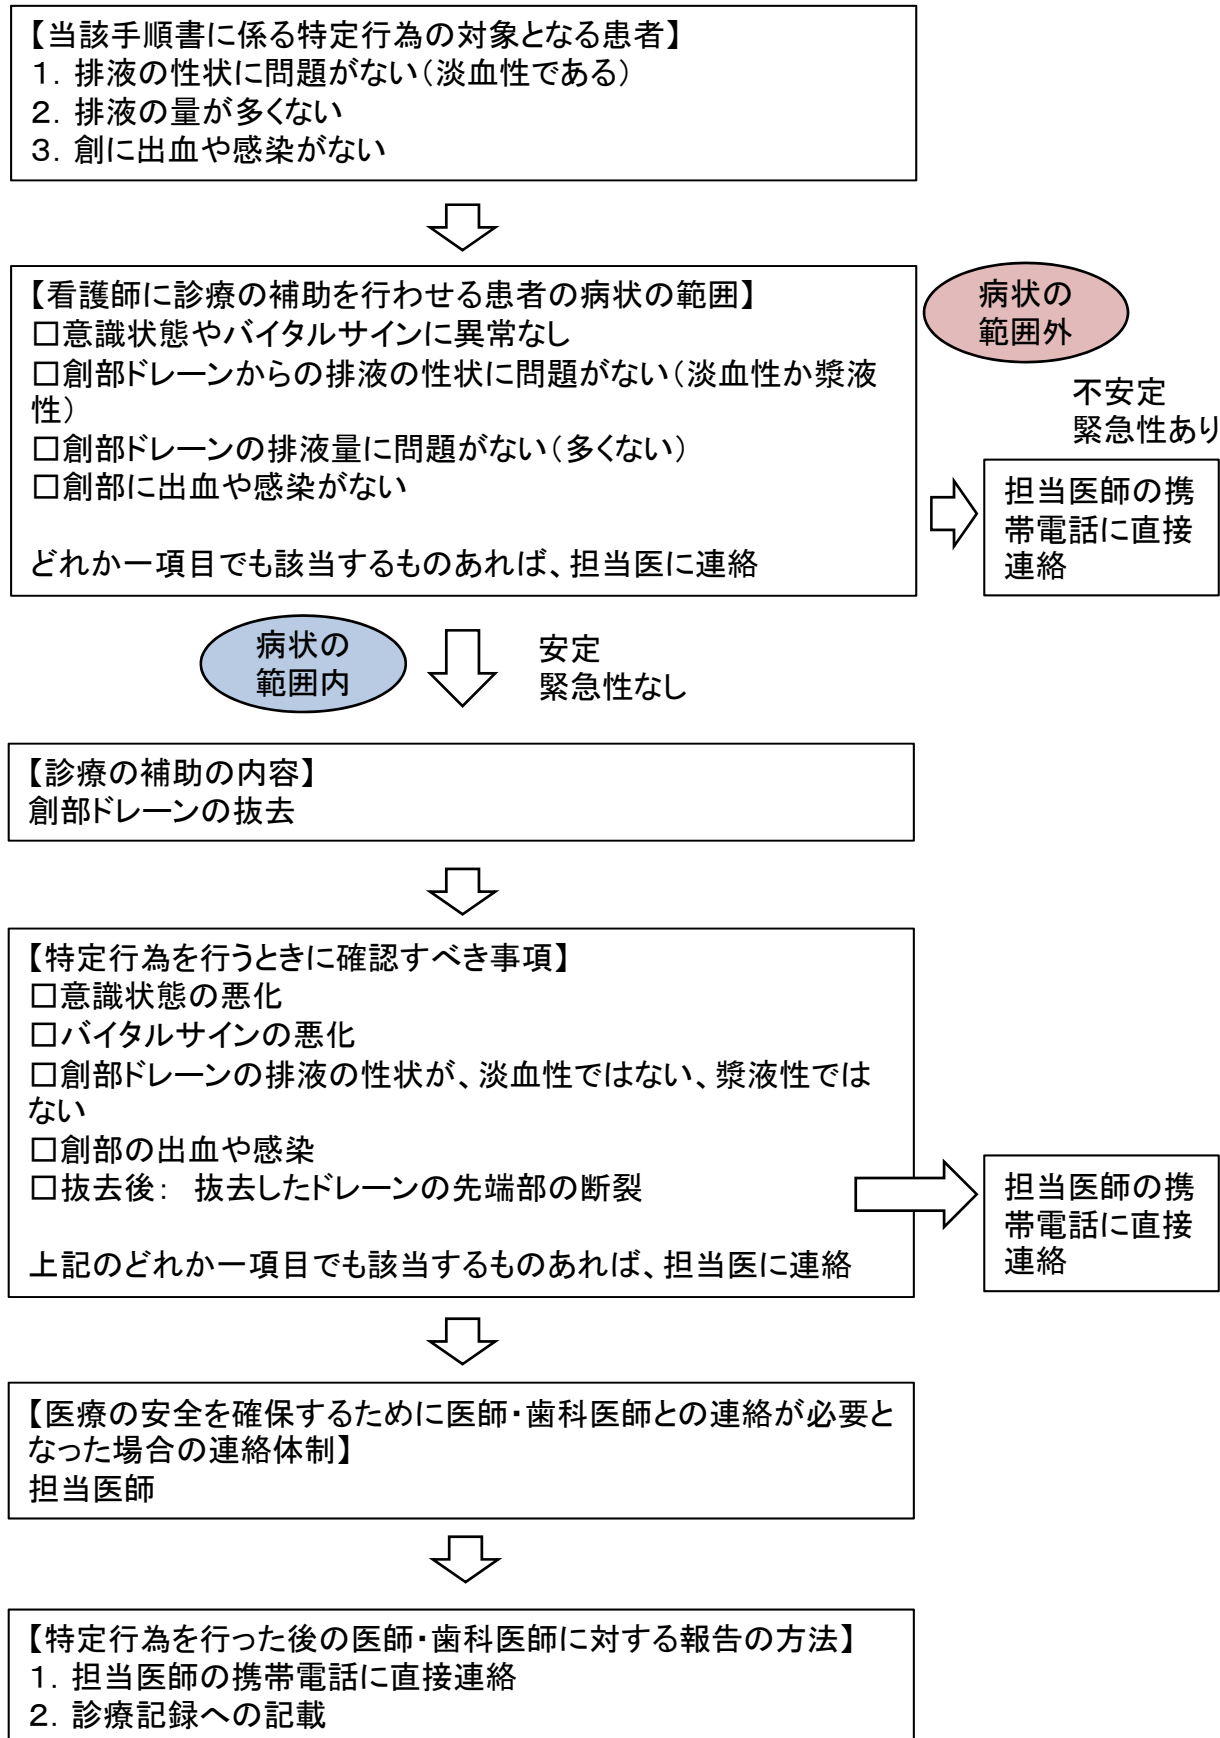 【当該手順書に係る特定行為の対象となる患者】
１．排液の性状に問題がない（淡血性である）
２．排液の量が多くない
３．創に出血や感染がない
【看護師に診療の補助を行わせる患者の病状の範囲】
□意識状態やバイタルサインに異常なし
□創部ドレーンからの排液の性状に問題がない（淡血性か漿液
性）
□創部ドレーンの排液量に問題がない（多くない）
□創部に出血や感染がない
どれか一項目でも該当するものあれば、担当医に連絡
病状の
範囲外
不安定
緊急性あり
担当医師の携
帯電話に直接
連絡
病状の
範囲内
安定
緊急性なし
【診療の補助の内容】
創部ドレーンの抜去
【特定行為を行うときに確認すべき事項】
□意識状態の悪化
□バイタルサインの悪化
□創部ドレーンの排液の性状が、淡血性ではない、漿液性では
ない
□創部の出血や感染
□抜去後：　抜去したドレーンの先端部の断裂
上記のどれか一項目でも該当するものあれば、担当医に連絡
担当医師の携
帯電話に直接
連絡
【医療の安全を確保するために医師・歯科医師との連絡が必要と
なった場合の連絡体制】
担当医師
【特定行為を行った後の医師・歯科医師に対する報告の方法】
１．担当医師の携帯電話に直接連絡
２．診療記録への記載